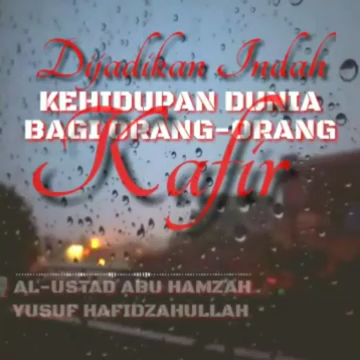 Dijadikan Indah
KEHIDUPAN DUNIA
BAGI ORANG-ORANG
Kafir
AL-USTAD ABU HAMZAH
YUSUF HAFIDZAHULLAH